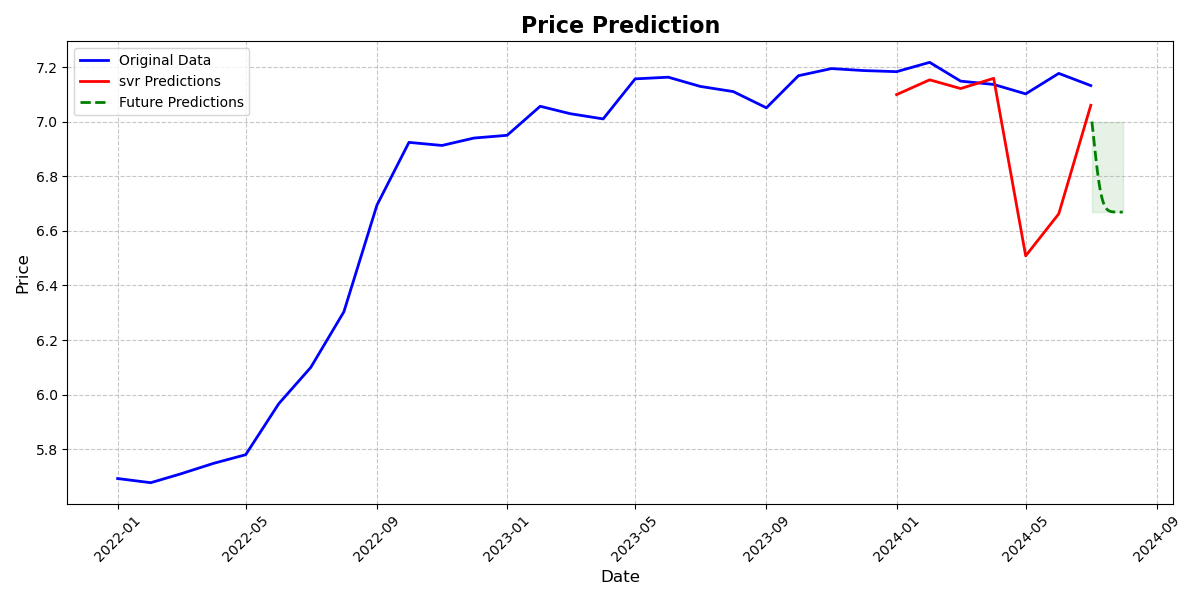 Price Prediction
Original Data
svr Predictions
Future Predictions
7.2
7.0
6.8
6.6
6.4
6.2
6.0
5.8
Price
2022-01
2022-05
2022-09
2023-01
2023-05
2023-09
2024-01
2024-05
2024-09
Date